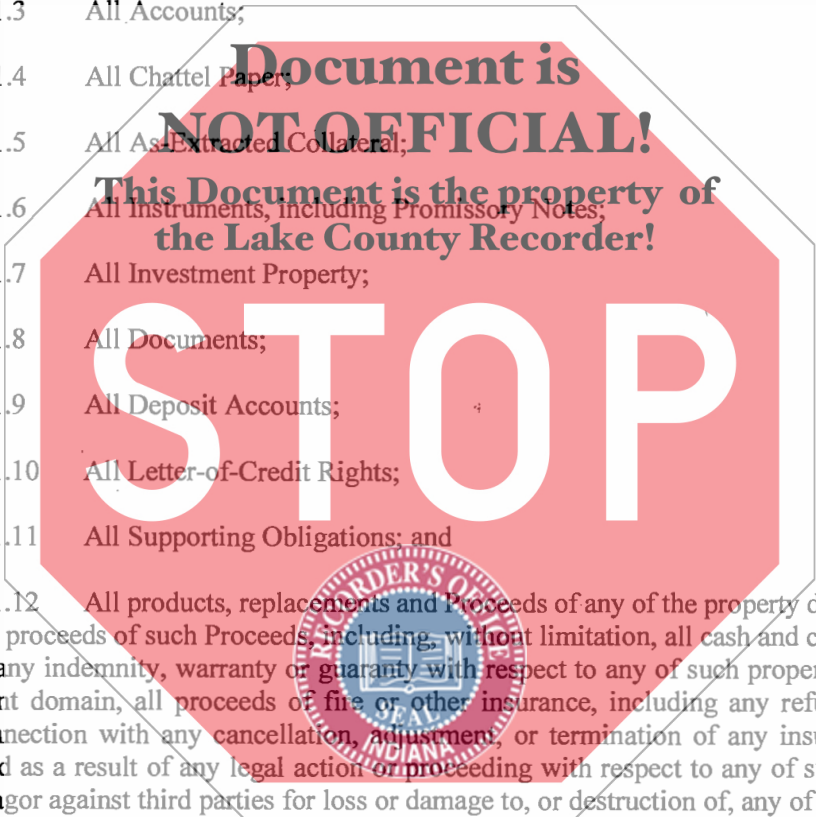 .3 All Accounts;
Document is
.4 All Chattel Paper;
NOT OFFICIAL!
.5 All As-Extracted Collateral;
This Document is the property of
.6 All Instruments, including Promissory Notes;
the Lake County Recorder!
.7 All Investment Property;
STOP
.8 All Documents;
.9 All Deposit Accounts;
.10 All Letter-of-Credit Rights;
.11 All Supporting Obligations; and
RECORDER'S OFFICE
SEAL
INDIANA
.12 All products, replacements and Proceeds of any of the property d
proceeds of such Proceeds, including, without limitation, all cash and c
any indemnity, warranty or guaranty with respect to any of such proper
nt domain, all proceeds of fire or other insurance, including any refu
nnection with any cancellation, adjustment, or termination of any insu
d as a result of any legal action or proceeding with respect to any of s
agor against third parties for loss or damage to, or destruction of, any of